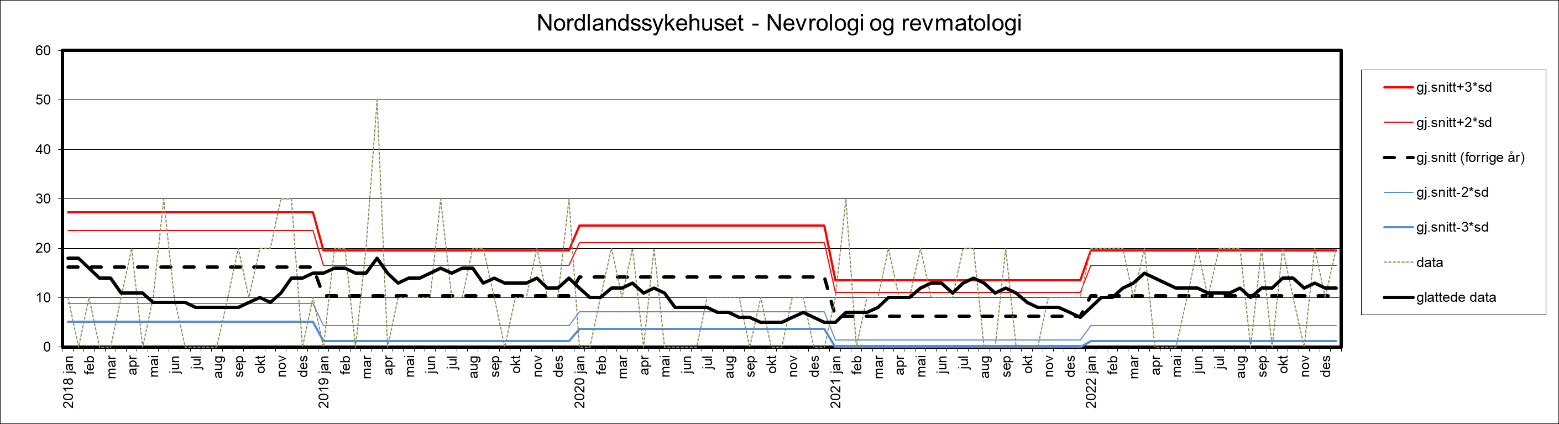 Nordlandssykehuset - Nevrologi og revmatologi
60
50
40
30
20
10
0
2018 jan feb mar apr mai jun jul aug sep okt nov des 2019 jan feb mar apr mai jun jul aug sep okt nov des 2020 jan feb mar apr mai jun jul aug sep okt nov des 2021 jan feb mar apr mai jun jul aug sep okt nov des 2022 jan feb mar apr mai jun jul aug sep okt nov des
gj.snitt+3*sd
gj.snitt+2*sd
gj.snitt (forrige år)
gj.snitt-2*sd
gj.snitt-3*sd
data
glattede data